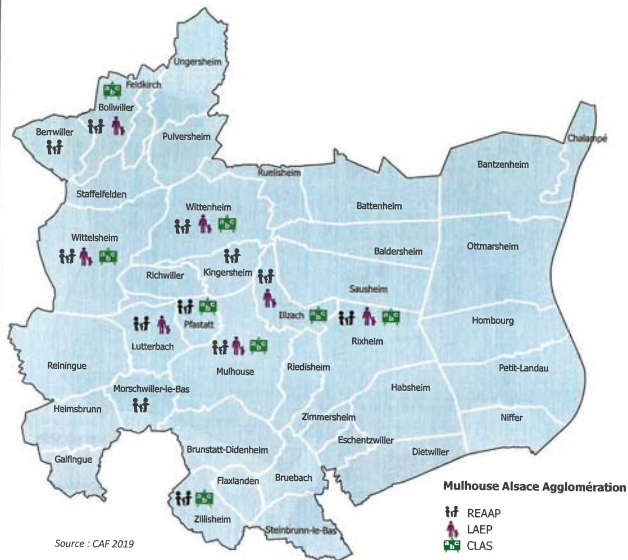 Ungersheim
Feldkirch
Bollwiller
Berrwiller
Pulversheim
Chalampé
Bantzenheim
Ruelisheim
Staffelfelden
Wittenheim
Battenheim
Wittelsheim
Baldersheim
Ottmarsheim
Richwiller
Kingersheim
Sausheim
Illzach
Pfastatt
Hombourg
Lutterbach
Rixheim
Reiningue
Mulhouse
Riedisheim
Petit-Landau
Morschwiller-le-Bas
Habsheim
Heimsbrunn
Zimmersheim
Niffer
Eschentzwiller
Brunstatt-Didenheim
Dietwiller
Galfingue
Flaxlanden
Bruebach
Mulhouse Alsace Agglomération
Zillisheim
REAAP
Steinbrunn-le-Bas
LAEP
Source : CAF 2019
CLAS